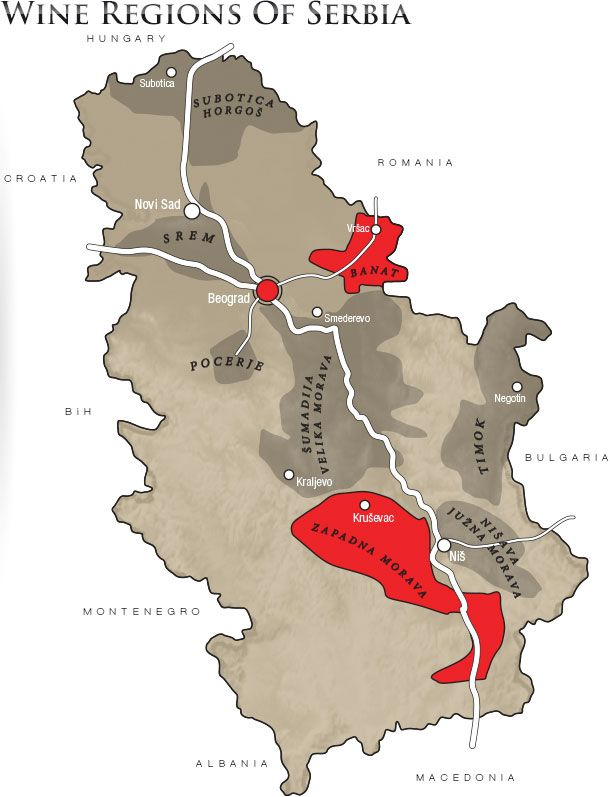 WINE REGIONS OF SERBIA
HUNGARY
Subotica
SUBOTICA
HORGOŠ
ROMANIA
CROATIA
Novi Sad
Vršac
SREM
BANAT
Beograd
Smederevo
POCERJE
ŠUMADIJA
VELIKA MORAVA
Negotin
BiH
TIMOK
BULGARIA
Kraljevo
Kruševac
NIŠAVA
JUŽNA MORAVA
ZAPADNA MORAVA
Niš
MONTENEGRO
ALBANIA
MACEDONIA